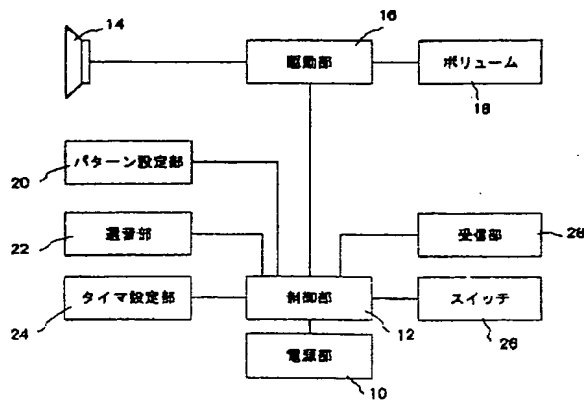 14
16
駆動部
ボリューム
18
パターン設定部
20
選音部
22
受信部
28
タイマ設定部
24
制御部
12
スイッチ
26
電源部
10